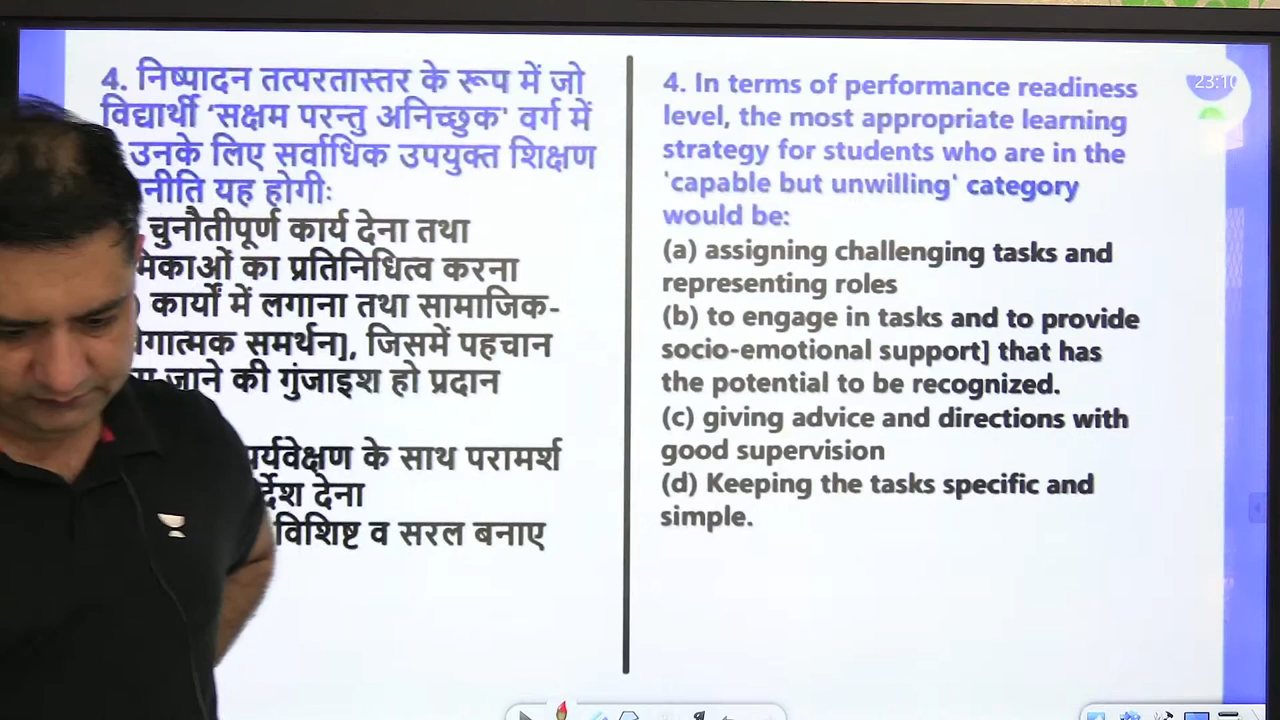 4. निष्पादन तत्परतास्तर के रूप में जो
विद्यार्थी ‘सक्षम परन्तु अनिच्छुक' वर्ग में
उनके लिए सर्वाधिक उपयुक्त शिक्षण
नीति यह होगीः
चुनौतीपूर्ण कार्य देना तथा
का प्रतिनिधित्व करना
कार्यों में लगाना तथा सामाजिक-
समर्थन], जिसमें पहचान
जाने की गुंजाइश हो प्रदान
के साथ परामर्श
देना
विशिष्ट व सरल बनाए
4. In terms of performance readiness
level, the most appropriate learning
strategy for students who are in the
'capable but unwilling' category
would be:
(a) assigning challenging tasks and
representing roles
(b) to engage in tasks and to provide
socio-emotional support] that has
the potential to be recognized.
(c) giving advice and directions with
good supervision
(d) Keeping the tasks specific and
simple.
23:10